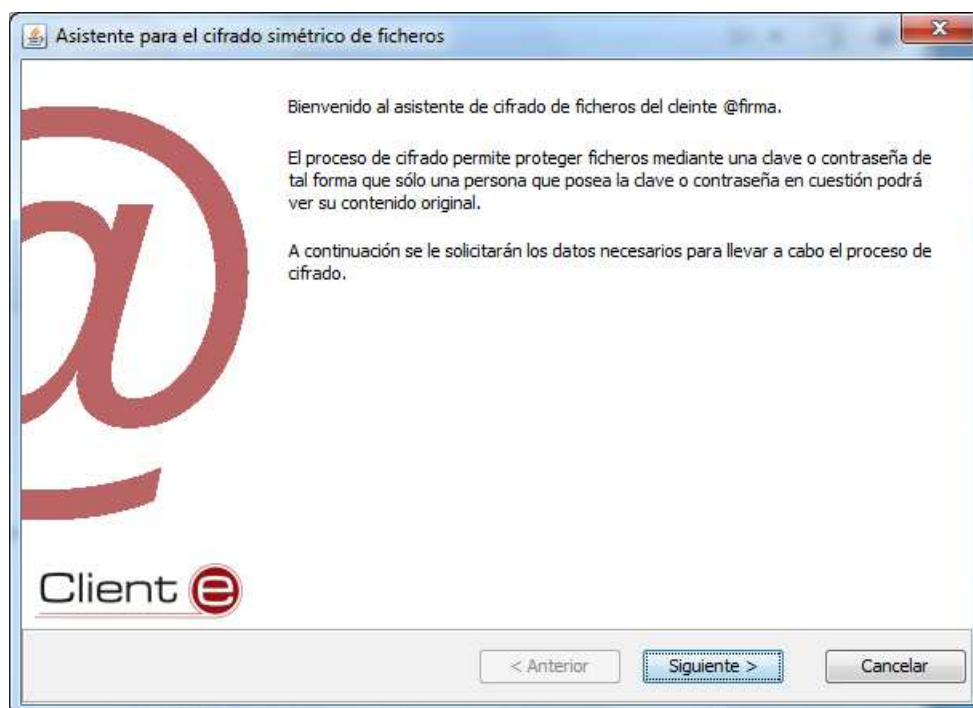 Asistente para el cifrado simétrico de ficheros
Bienvenido al asistente de cifrado de ficheros del cleinte @firma.
El proceso de cifrado permite proteger ficheros mediante una clave o contraseña de
tal forma que sólo una persona que posea la clave o contraseña en cuestión podrá
ver su contenido original.
A continuación se le solicitarán los datos necesarios para llevar a cabo el proceso de
cifrado.
@
Client e
< Anterior
Siguiente >
Cancelar